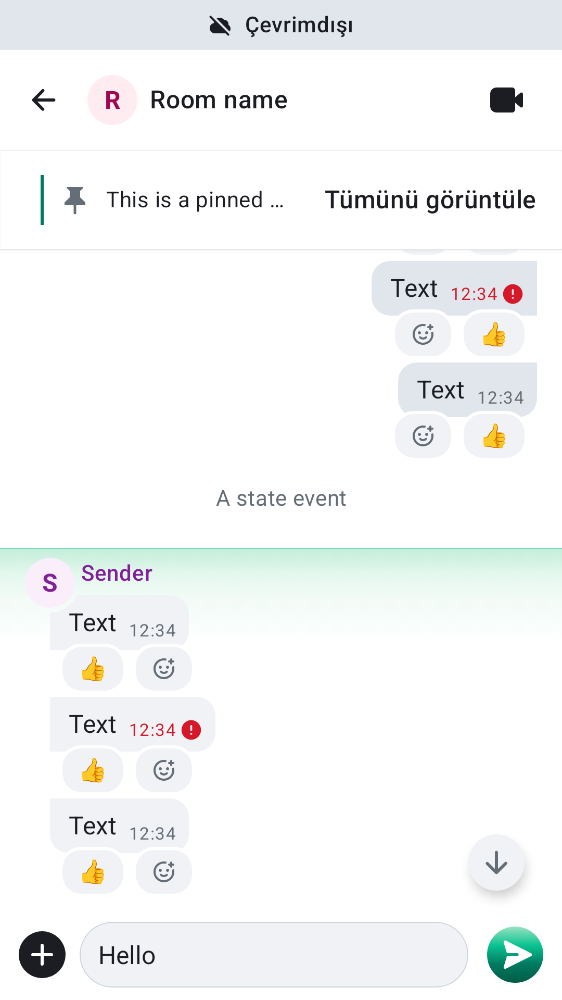 Çevrimdışı
R Room name
This is a pinned … Tümünü görüntüle
Text 12:34
Text 12:34
A state event
S Sender
Text 12:34
Text 12:34
Text 12:34
Hello